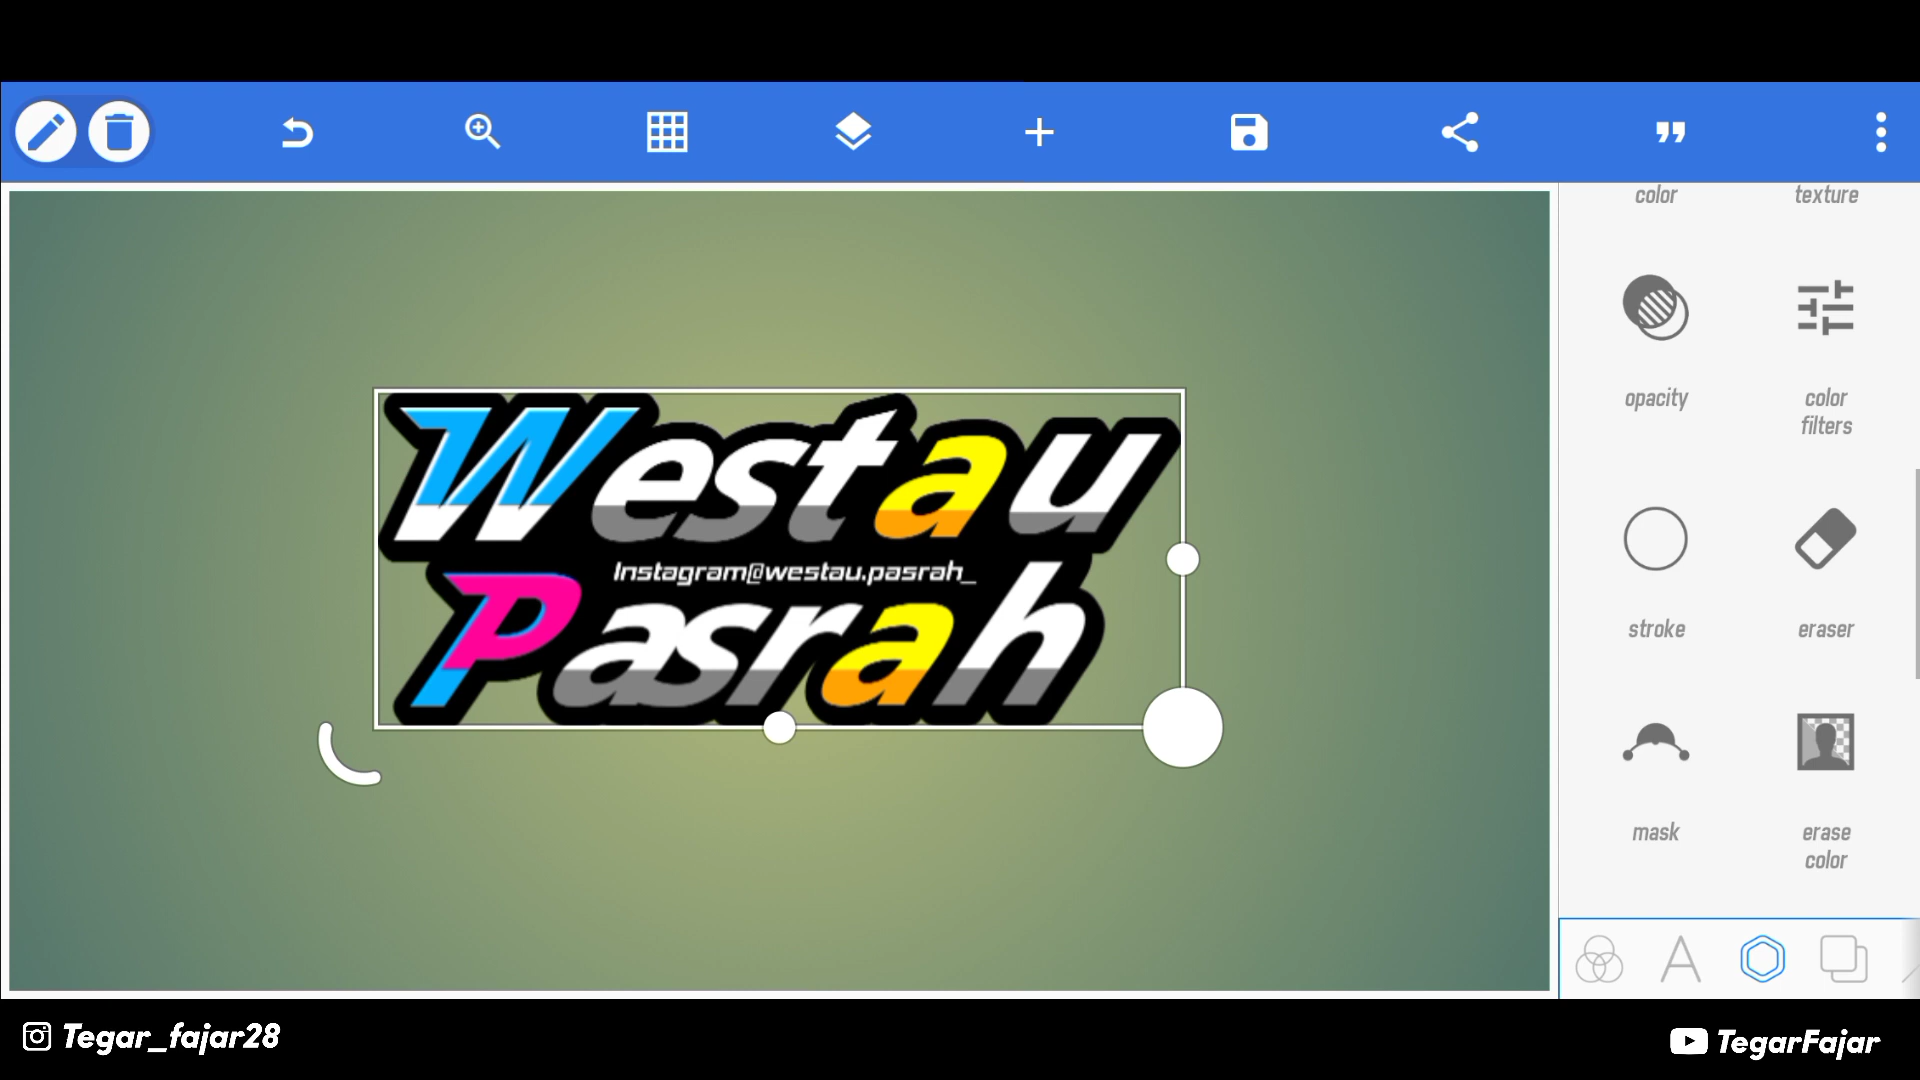 color texture
opacity color filters
Westau
Instagram@westau.pasrah_
Pasrah
stroke eraser
mask erase color
Tegar_fajar28
TegarFajar